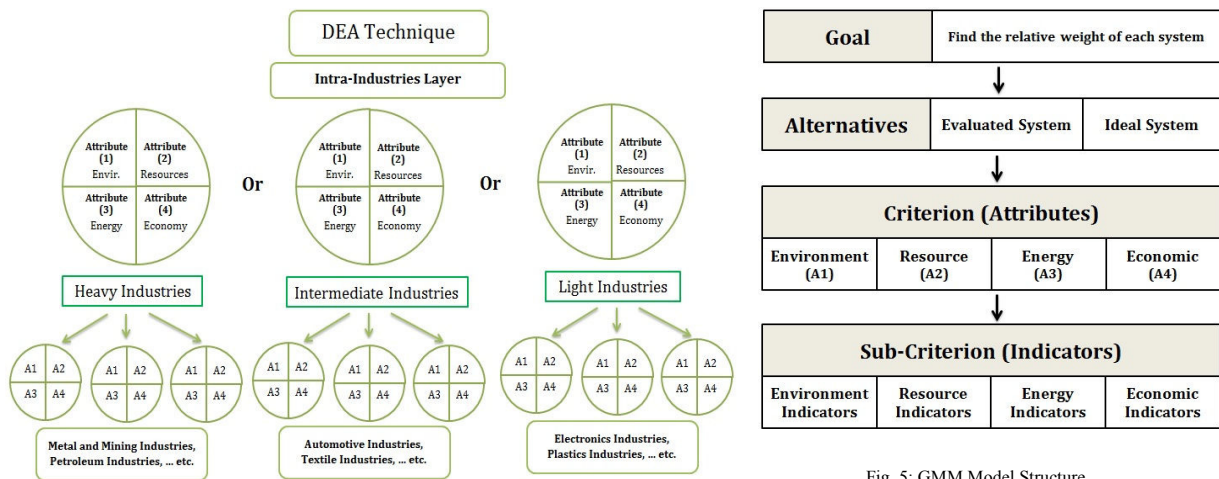 DEA Technique
Intra-Industries Layer
Attribute
(1)
Envir.
Attribute
(2)
Resources
Attribute
(3)
Energy
Attribute
(4)
Economy
Or
Attribute
(1)
Envir.
Attribute
(2)
Resources
Attribute
(3)
Energy
Attribute
(4)
Economy
Or
Attribute
(1)
Envir.
Attribute
(2)
Resources
Attribute
(3)
Energy
Attribute
(4)
Economy
Heavy Industries
Intermediate Industries
Light Industries
A1 A2
A3 A4
A1 A2
A3 A4
A1 A2
A3 A4
A1 A2
A3 A4
A1 A2
A3 A4
A1 A2
A3 A4
A1 A2
A3 A4
A1 A2
A3 A4
A1 A2
A3 A4
Metal and Mining Industries,
Petroleum Industries, ... etc.
Automotive Industries,
Textile Industries, ... etc.
Electronics Industries,
Plastics Industries, ... etc.
Goal
Find the relative weight of each system
Alternatives
Evaluated System
Ideal System
Criterion (Attributes)
Environment
(A1)
Resource
(A2)
Energy
(A3)
Economic
(A4)
Sub-Criterion (Indicators)
Environment
Indicators
Resource
Indicators
Energy
Indicators
Economic
Indicators
Fig. 5: GMM Model Structure